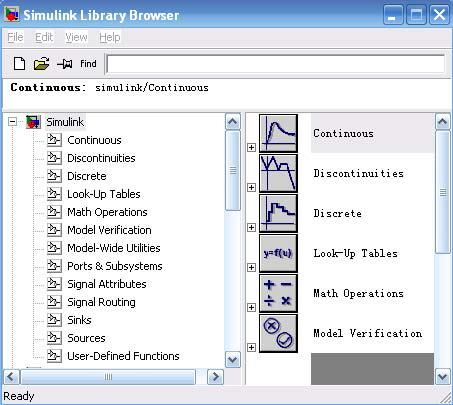 Simulink Library Browser
File Edit View Help
Find
Continuous: simulink/Continuous
Simulink
Continuous
Discontinuities
Discrete
Look-Up Tables
Math Operations
Model Verification
Model-Wide Utilities
Ports & Subsystems
Signal Attributes
Signal Routing
Sinks
Sources
User-Defined Functions
Continuous
Discontinuities
Discrete
y=f(u) Look-Up Tables
Math Operations
Model Verification
Ready